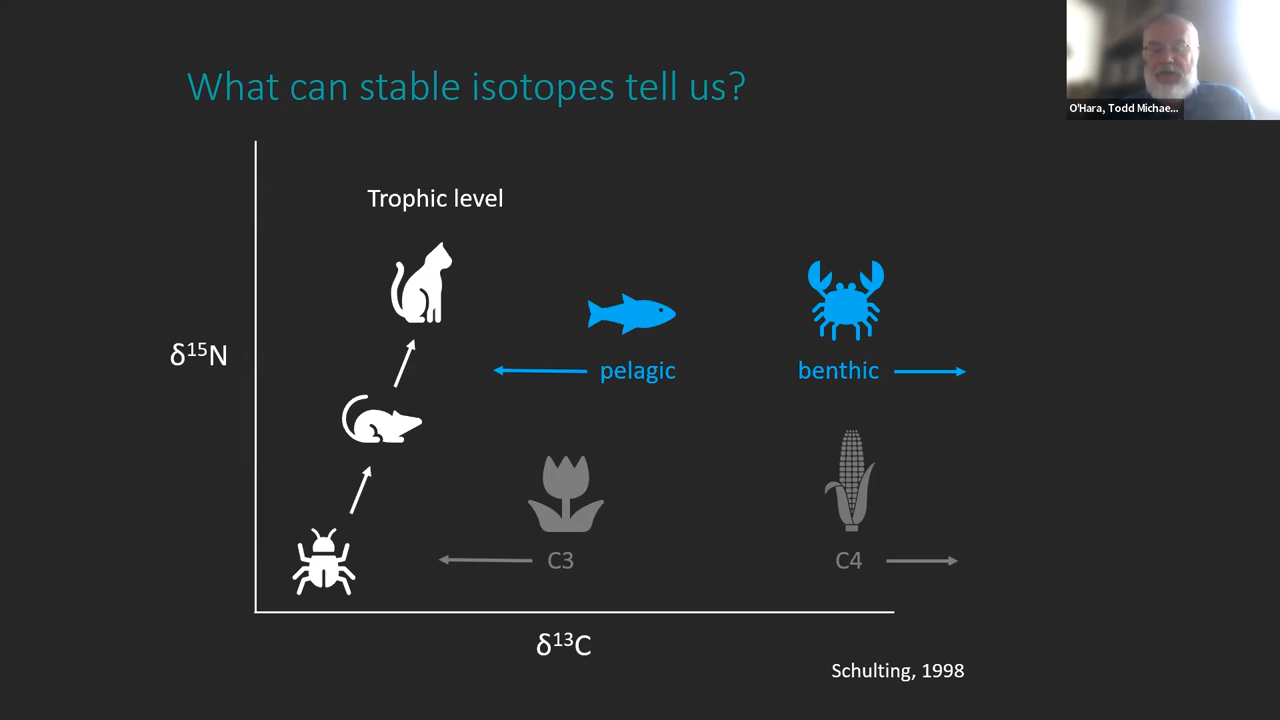 What can stable isotopes tell us?
O'Hara, Todd Michae...
Trophic level
δ¹⁵N
pelagic
benthic
C3
C4
δ¹³C
Schulting, 1998